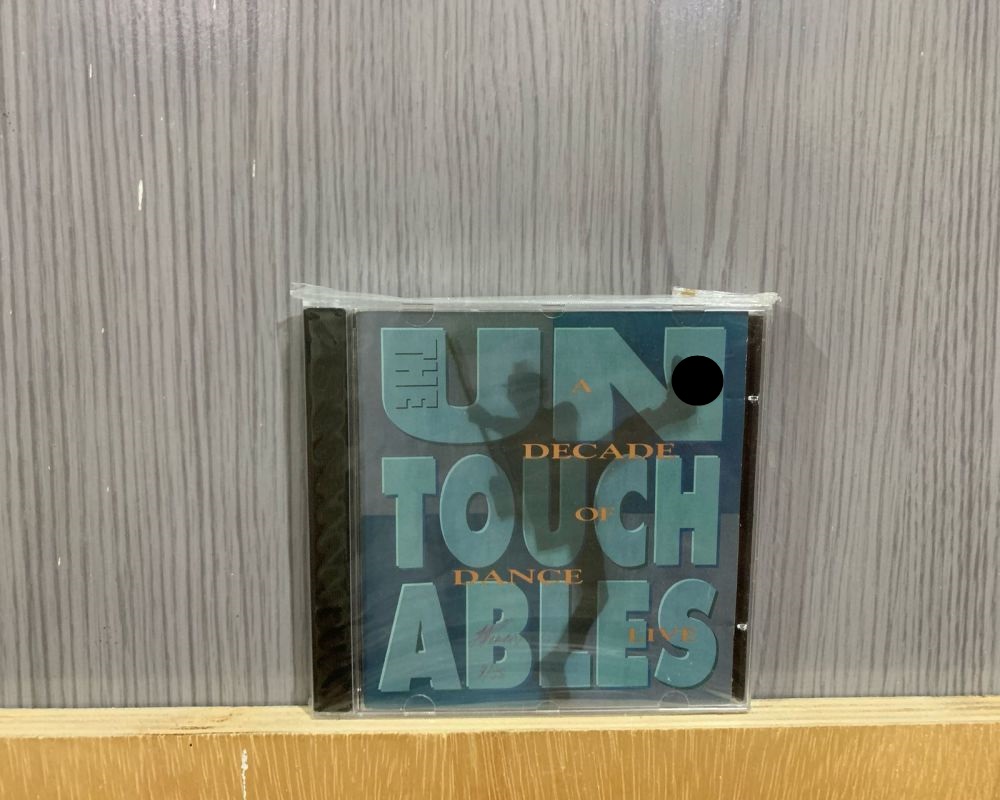 THE
UN
A
DECADE
TOUCH
OF
DANCE
ABLES
LIVE